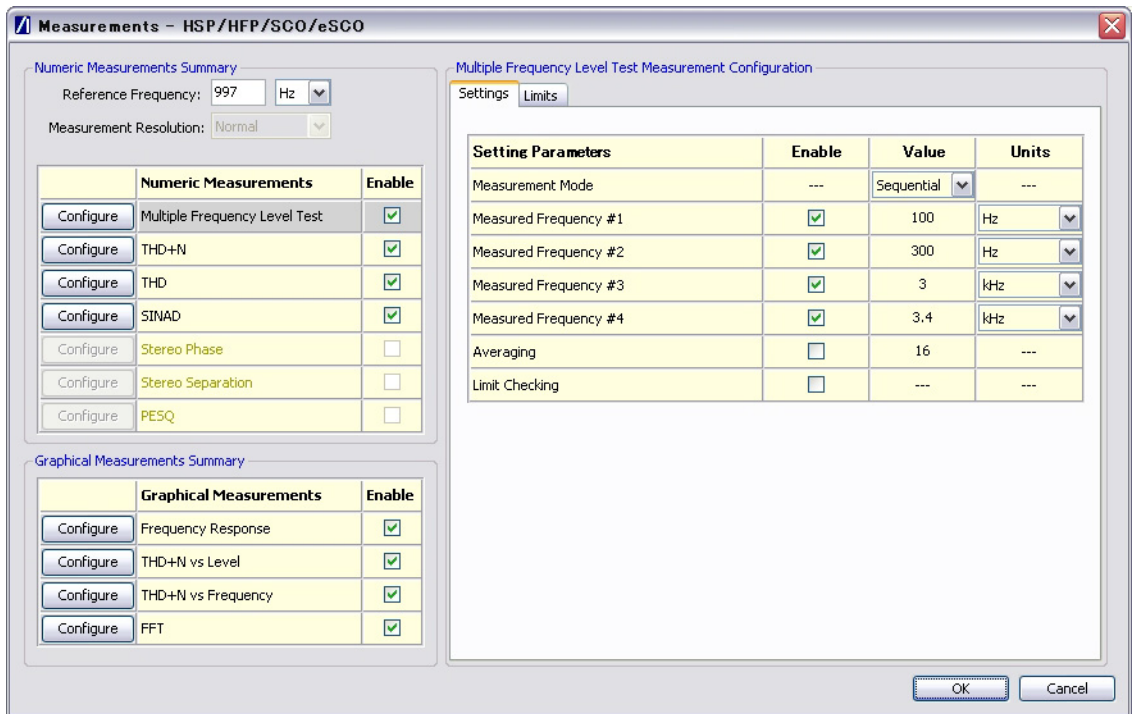 Measurements - HSP/HFP/SCO/eSCO
Numeric Measurements Summary
Reference Frequency: 997 Hz
Measurement Resolution: Normal
Numeric Measurements Enable
Configure Multiple Frequency Level Test
Configure THD+N
Configure THD
Configure SINAD
Configure Stereo Phase
Configure Stereo Separation
Configure PESQ
Graphical Measurements Summary
Graphical Measurements Enable
Configure Frequency Response
Configure THD+N vs Level
Configure THD+N vs Frequency
Configure FFT
Multiple Frequency Level Test Measurement Configuration
Settings Limits
Setting Parameters Enable Value Units
Measurement Mode --- Sequential ---
Measured Frequency #1 100 Hz
Measured Frequency #2 300 Hz
Measured Frequency #3 3 kHz
Measured Frequency #4 3.4 kHz
Averaging 16 ---
Limit Checking --- ---
OK Cancel